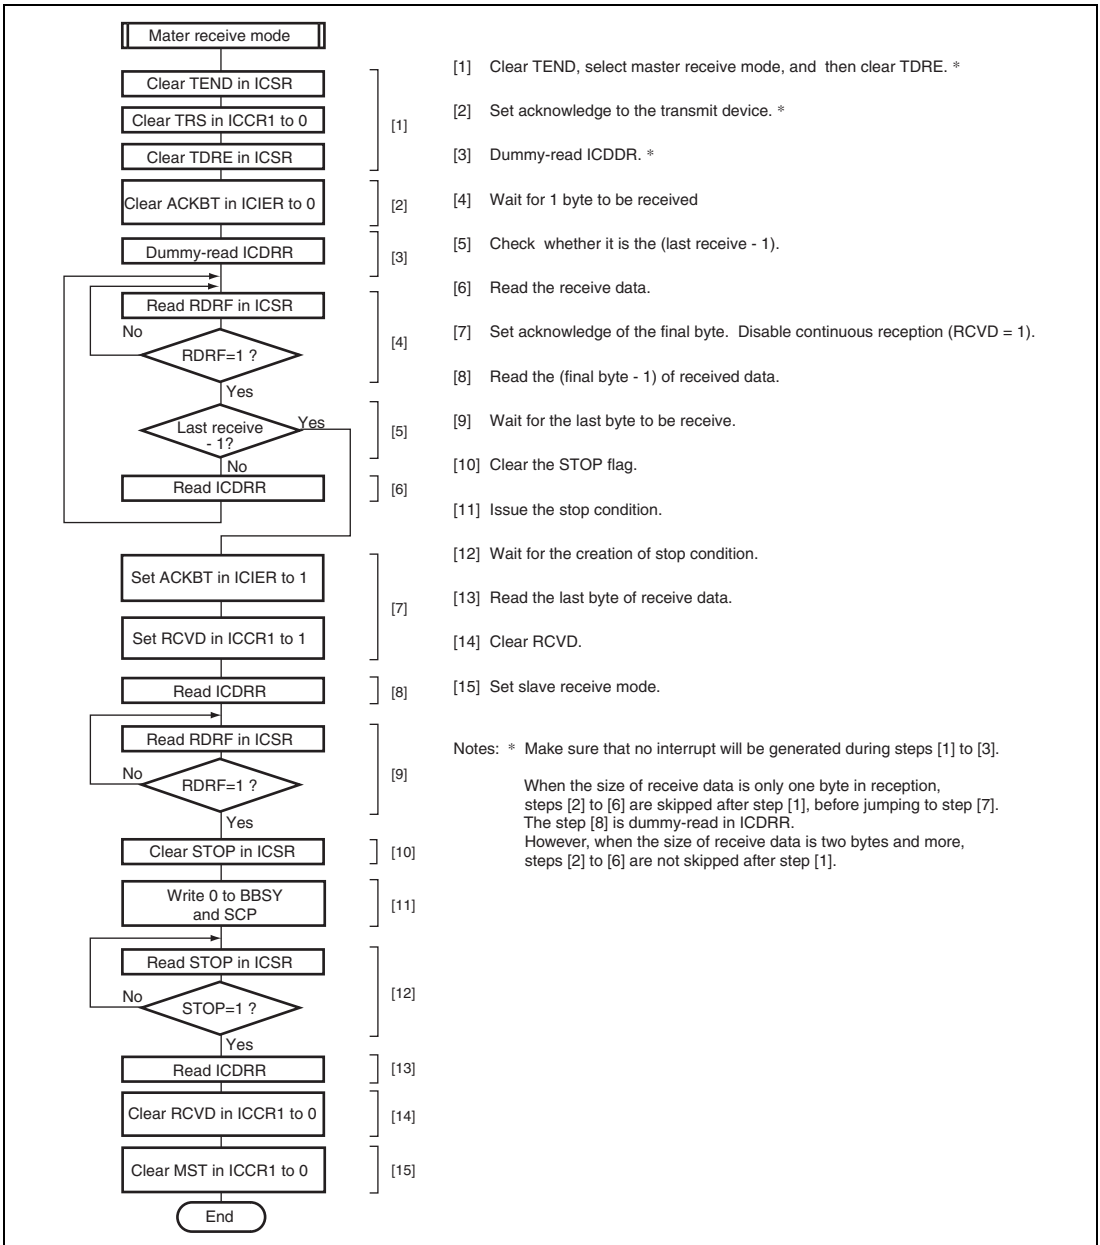 Mater receive mode
Clear TEND in ICSR
Clear TRS in ICCR1 to 0
Clear TDRE in ICSR
[1]
Clear ACKBT in ICIER to 0
[2]
Dummy-read ICDRR
[3]
Read RDRF in ICSR
No
RDRF=1 ?
[4]
Yes
Last receive
- 1?
Yes
[5]
No
Read ICDRR
[6]
Set ACKBT in ICIER to 1
Set RCVD in ICCR1 to 1
[7]
Read ICDRR
[8]
Read RDRF in ICSR
No
RDRF=1 ?
[9]
Yes
Clear STOP in ICSR
[10]
Write 0 to BBSY
and SCP
[11]
Read STOP in ICSR
No
STOP=1 ?
[12]
Yes
Read ICDRR
[13]
Clear RCVD in ICCR1 to 0
[14]
Clear MST in ICCR1 to 0
[15]
End
[1] Clear TEND, select master receive mode, and then clear TDRE. *
[2] Set acknowledge to the transmit device. *
[3] Dummy-read ICDDR. *
[4] Wait for 1 byte to be received
[5] Check whether it is the (last receive - 1).
[6] Read the receive data.
[7] Set acknowledge of the final byte. Disable continuous reception (RCVD = 1).
[8] Read the (final byte - 1) of received data.
[9] Wait for the last byte to be receive.
[10] Clear the STOP flag.
[11] Issue the stop condition.
[12] Wait for the creation of stop condition.
[13] Read the last byte of receive data.
[14] Clear RCVD.
[15] Set slave receive mode.
Notes: * Make sure that no interrupt will be generated during steps [1] to [3].
When the size of receive data is only one byte in reception,
steps [2] to [6] are skipped after step [1], before jumping to step [7].
The step [8] is dummy-read in ICDRR.
However, when the size of receive data is two bytes and more,
steps [2] to [6] are not skipped after step [1].